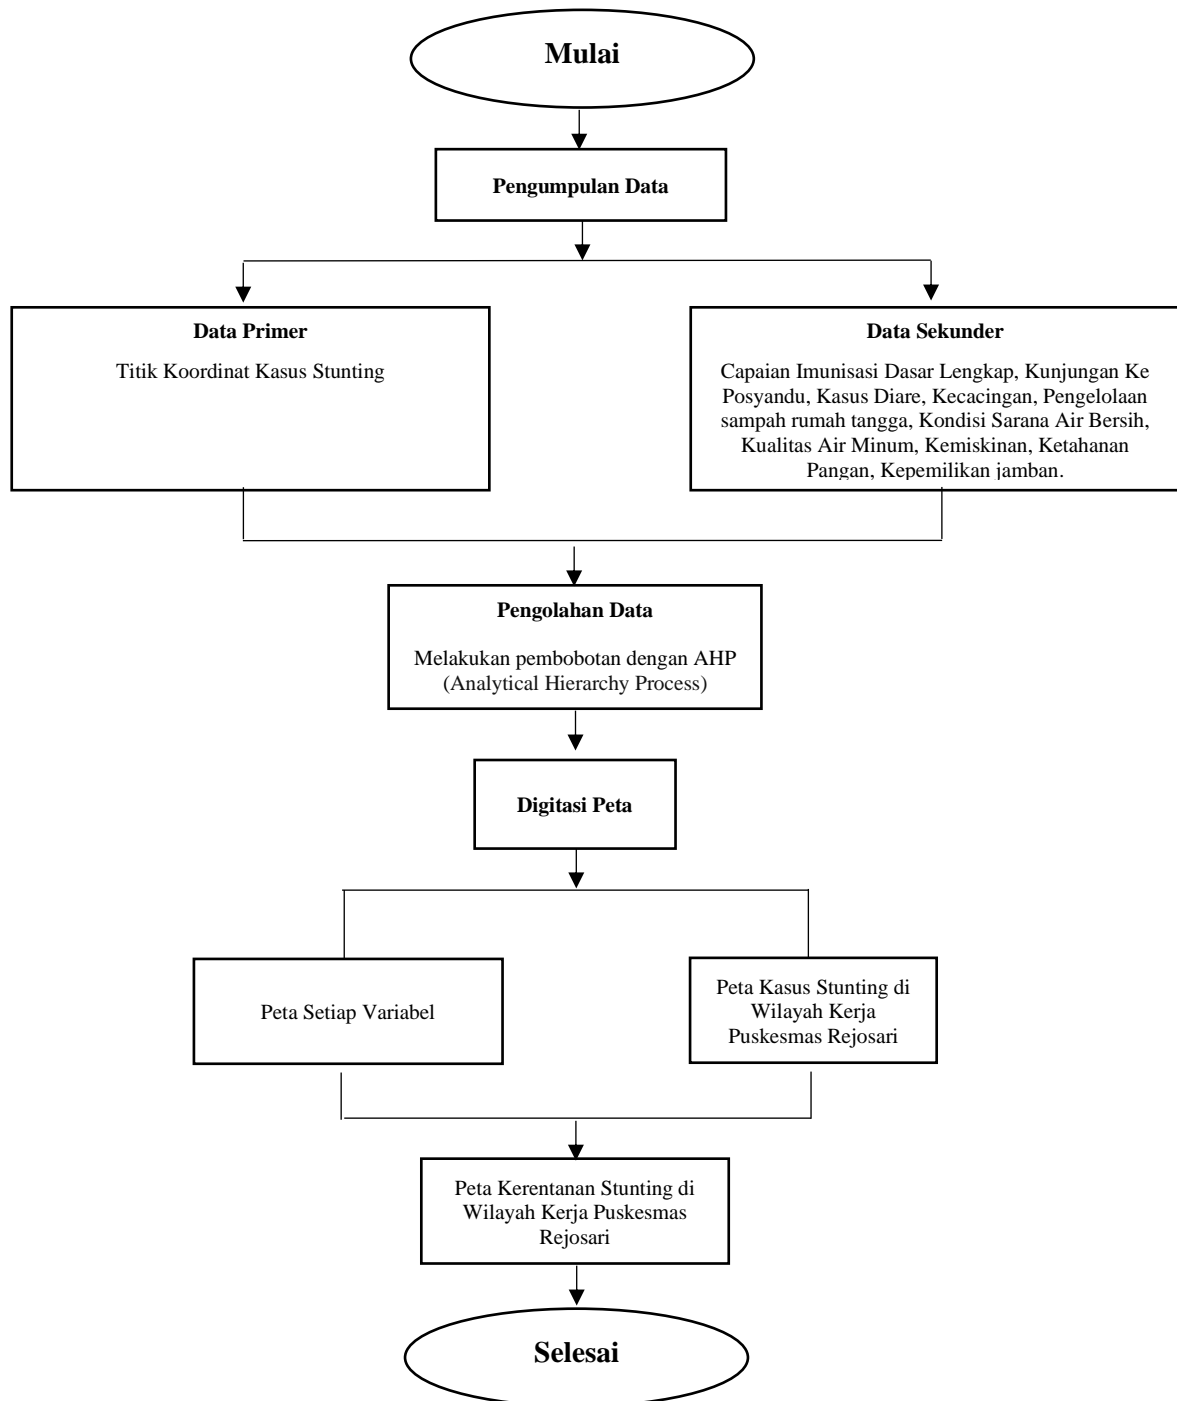 Mulai
Pengumpulan Data
Data Primer
Titik Koordinat Kasus Stunting
Data Sekunder
Capaian Imunisasi Dasar Lengkap, Kunjungan Ke
Posyandu, Kasus Diare, Kecacingan, Pengelolaan
sampah rumah tangga, Kondisi Sarana Air Bersih,
Kualitas Air Minum, Kemiskinan, Ketahanan
Pangan, Kepemilikan jamban.
Pengolahan Data
Melakukan pembobotan dengan AHP
(Analytical Hierarchy Process)
Digitasi Peta
Peta Setiap Variabel
Peta Kasus Stunting di
Wilayah Kerja
Puskesmas Rejosari
Peta Kerentanan Stunting di
Wilayah Kerja Puskesmas
Rejosari
Selesai